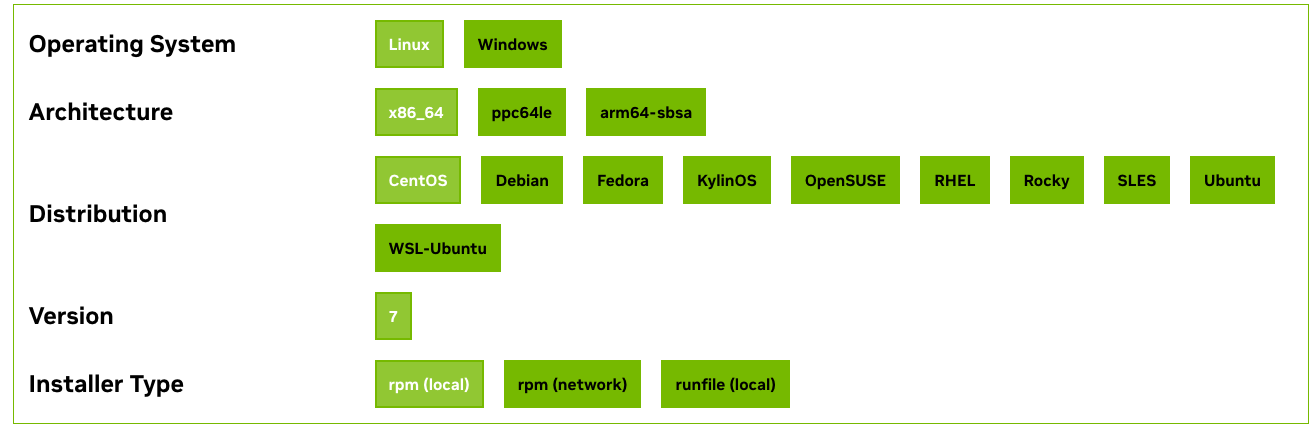 Operating System Linux Windows
Architecture x86_64 ppc64le arm64-sbsa
Distribution CentOS Debian Fedora KylinOS OpenSUSE RHEL Rocky SLES Ubuntu
WSL-Ubuntu
Version 7
Installer Type rpm (local) rpm (network) runfile (local)